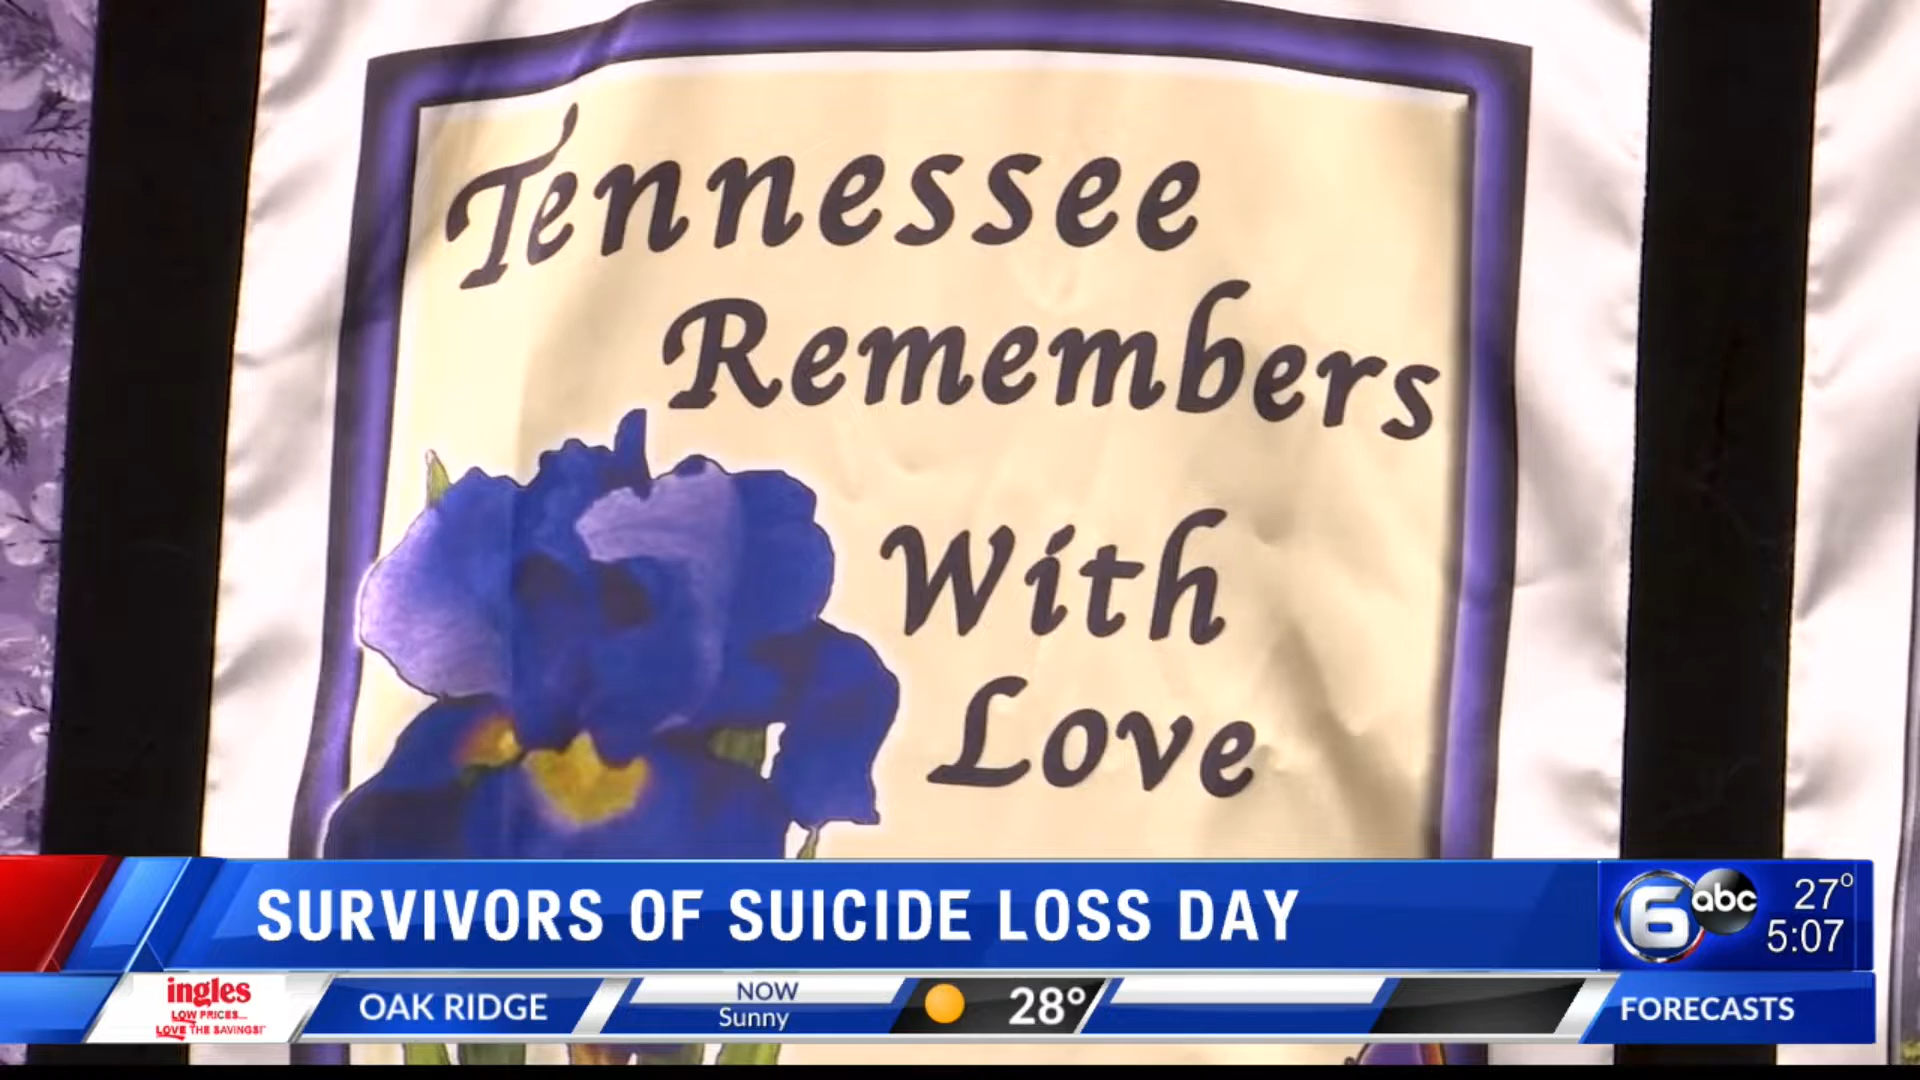 Tennessee
Remembers
With
Love
SURVIVORS OF SUICIDE LOSS DAY
6 abc
27°
5:07
ingles
LOW PRICES...
LOVE THE SAVINGS!
OAK RIDGE
NOW
Sunny
28°
FORECASTS